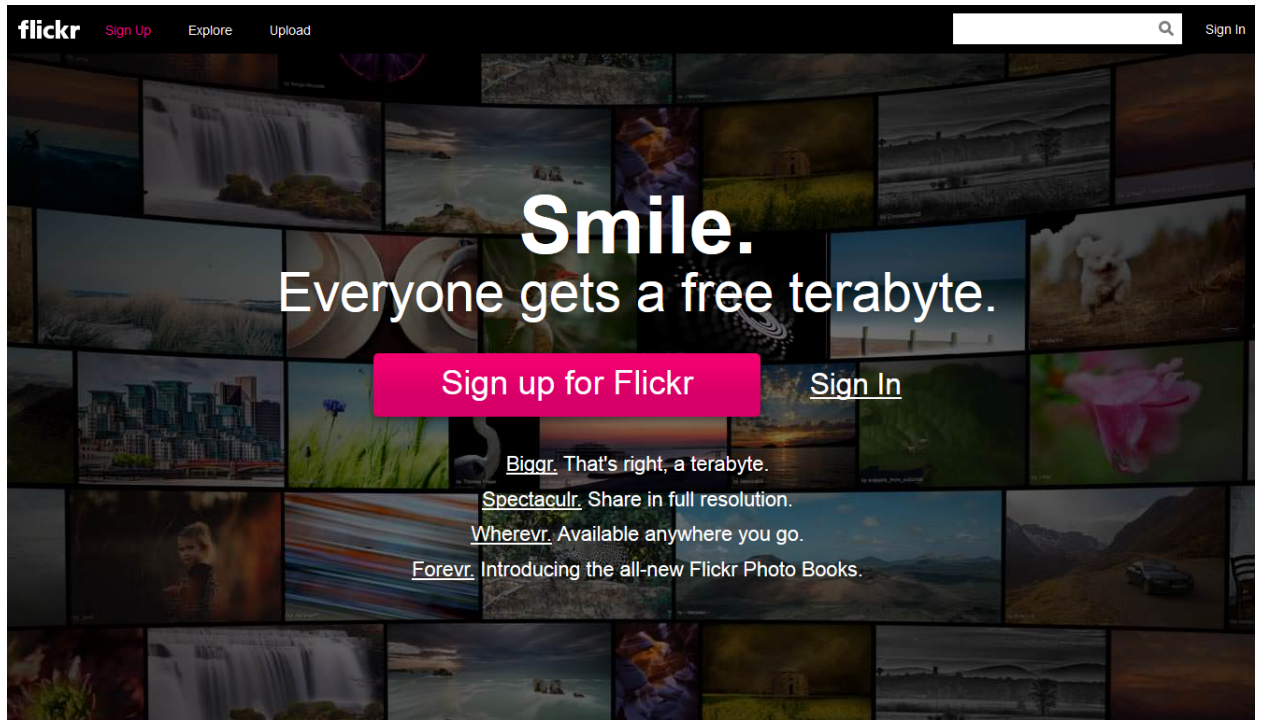 flickr Sign Up Explore Upload Sign In
Smile.
Everyone gets a free terabyte.
Sign up for Flickr Sign In
Biggr. That's right, a terabyte.
Spectaculr. Share in full resolution.
Wherevr. Available anywhere you go.
Forevr. Introducing the all-new Flickr Photo Books.